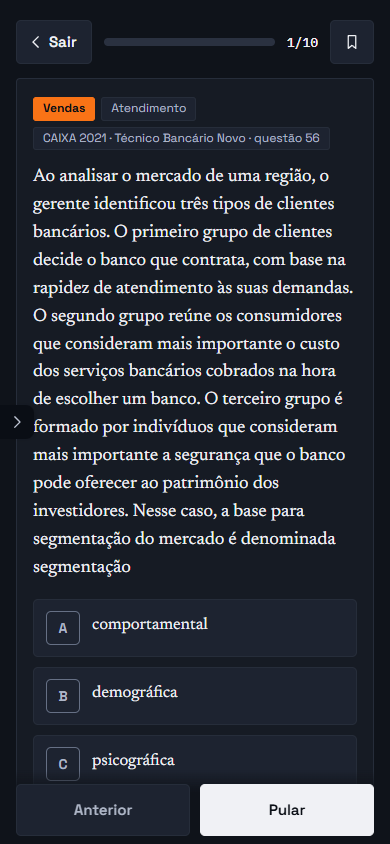 Sair
1/10
Vendas
Atendimento
CAIXA 2021 · Técnico Bancário Novo · questão 56
Ao analisar o mercado de uma região, o
gerente identificou três tipos de clientes
bancários. O primeiro grupo de clientes
decide o banco que contrata, com base na
rapidez de atendimento às suas demandas.
O segundo grupo reúne os consumidores
que consideram mais importante o custo
dos serviços bancários cobrados na hora
de escolher um banco. O terceiro grupo é
formado por indivíduos que consideram
mais importante a segurança que o banco
pode oferecer ao patrimônio dos
investidores. Nesse caso, a base para
segmentação do mercado é denominada
segmentação
A comportamental
B demográfica
C psicográfica
Anterior
Pular